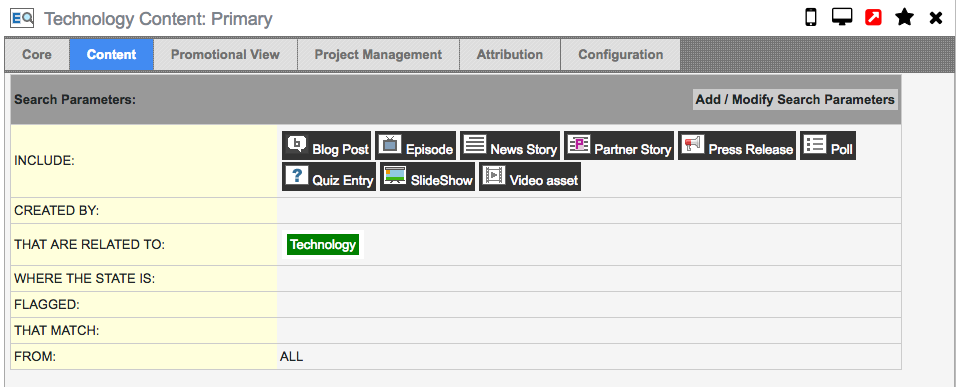 EQ Technology Content: Primary
Core Content Promotional View Project Management Attribution Configuration
Search Parameters: Add / Modify Search Parameters
INCLUDE: b Blog Post Episode News Story P Partner Story Press Release Poll
? Quiz Entry SlideShow Video asset
CREATED BY:
THAT ARE RELATED TO: Technology
WHERE THE STATE IS:
FLAGGED:
THAT MATCH:
FROM: ALL